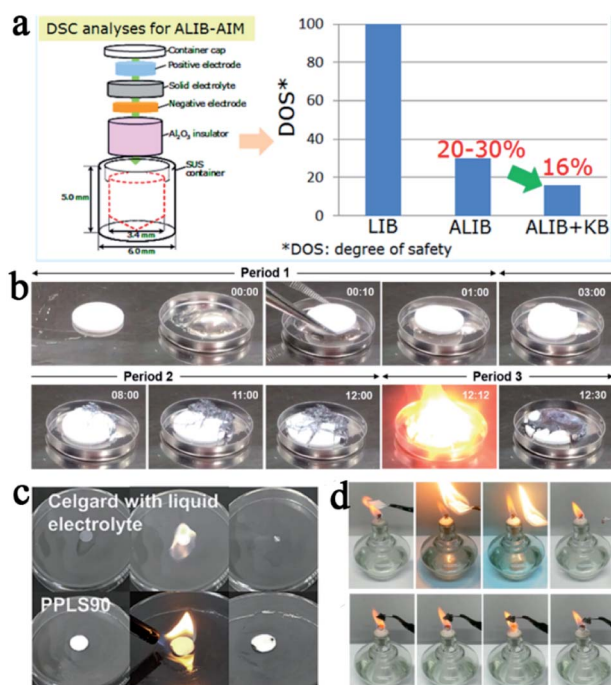 a
DSC analyses for ALIB-AIM
Container cap
Positive electrode
Solid electrolyte
Negative electrode
Al₂O₃ insulator
SUS
container
5.0 mm
3.4 mm
6.0 mm
DOS*
100
80
60
40
20
0
20-30%
16%
LIB
ALIB
ALIB+KB
*DOS: degree of safety
b
Period 1
00:00
00:10
01:00
03:00
Period 2
Period 3
08:00
11:00
12:00
12:12
12:30
c
Celgard with liquid
electrolyte
PPLS90
d